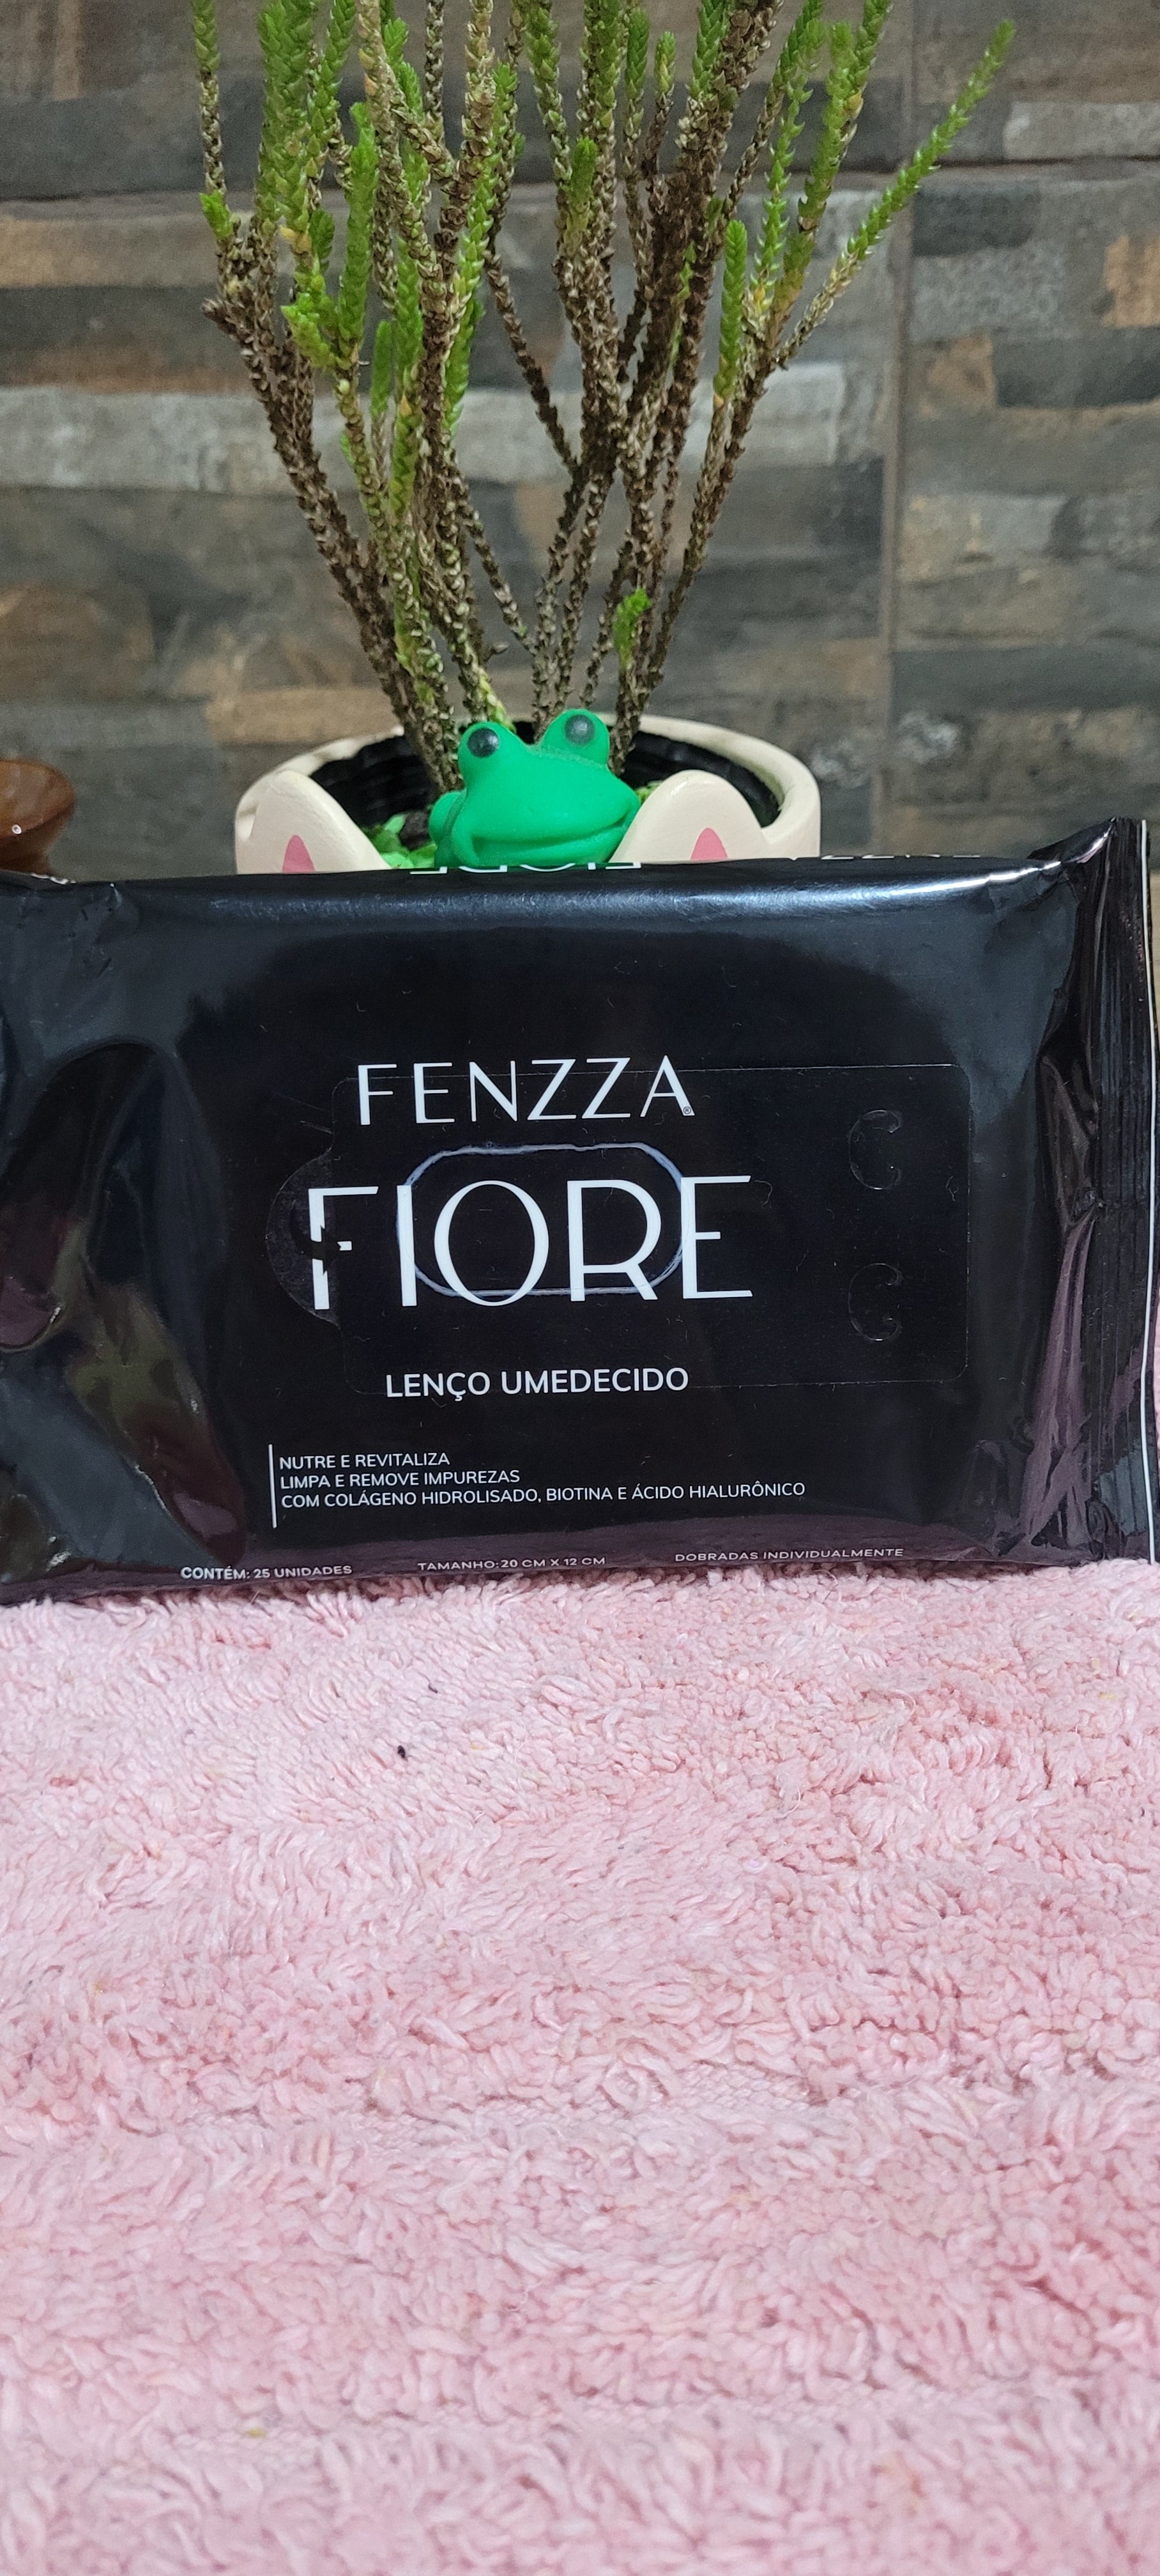 FENZZA®
FIORE
LENÇO UMEDECIDO
NUTRE E REVITALIZA
LIMPA E REMOVE IMPUREZAS
COM COLÁGENO HIDROLISADO, BIOTINA E ÁCIDO HIALURÔNICO
CONTÉM: 25 UNIDADES TAMANHO: 20 CM X 12 CM DOBRADAS INDIVIDUALMENTE